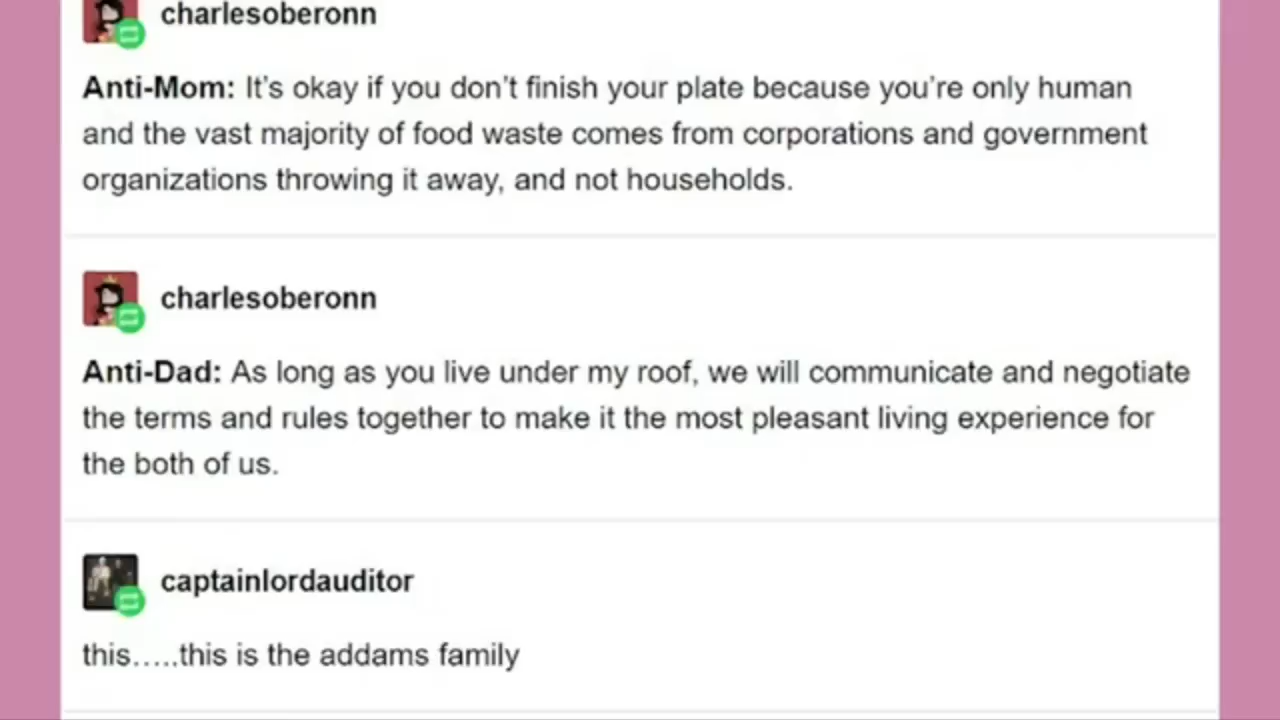 charlesoberonn
Anti-Mom: It's okay if you don't finish your plate because you're only human
and the vast majority of food waste comes from corporations and government
organizations throwing it away, and not households.
charlesoberonn
Anti-Dad: As long as you live under my roof, we will communicate and negotiate
the terms and rules together to make it the most pleasant living experience for
the both of us.
captainlordauditor
this.....this is the addams family